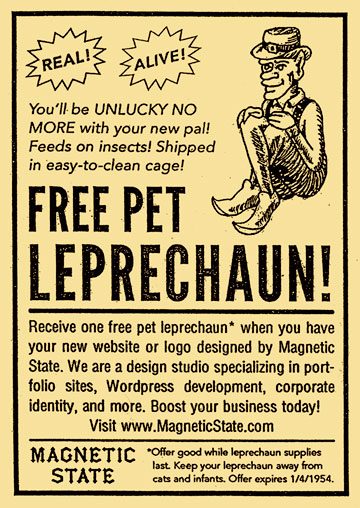 REAL!
ALIVE!
You'll be UNLUCKY NO
MORE with your new pal!
Feeds on insects! Shipped
in easy-to-clean cage!
FREE PET
LEPRECHAUN!
Receive one free pet leprechaun* when you have
your new website or logo designed by Magnetic
State. We are a design studio specializing in port-
folio sites, Wordpress development, corporate
identity, and more. Boost your business today!
Visit www.MagneticState.com
MAGNETIC
STATE
*Offer good while leprechaun supplies
last. Keep your leprechaun away from
cats and infants. Offer expires 1/4/1954.